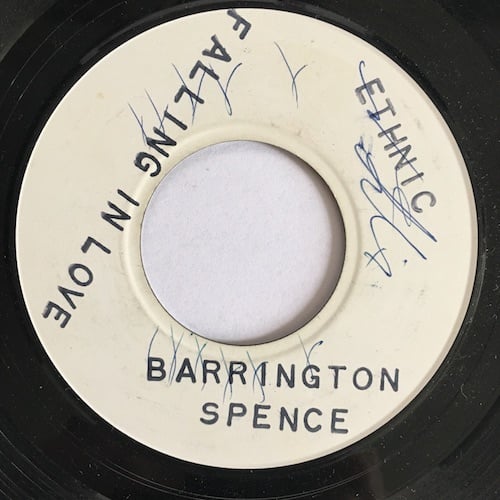 FALLING IN LOVE
ETHNIC
BARRINGTON
SPENCE